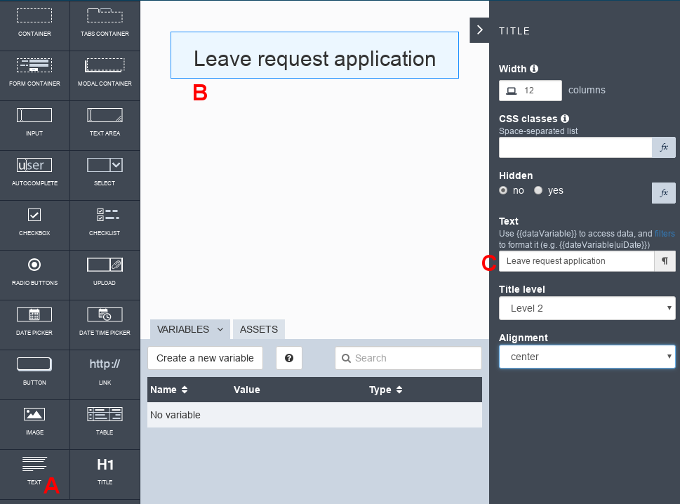 CONTAINER
TABS CONTAINER
FORM CONTAINER
MODAL CONTAINER
INPUT
TEXT AREA
user
AUTOCOMPLETE
SELECT
CHECKBOX
CHECKLIST
RADIO BUTTONS
UPLOAD
DATE PICKER
DATE TIME PICKER
BUTTON
http://
LINK
IMAGE
TABLE
TEXT
A
H1
TITLE
Leave request application
B
VARIABLES
ASSETS
Create a new variable
?
Search
Name
Value
Type
No variable
TITLE
Width
12
columns
CSS classes
Space-separated list
fx
Hidden
no
yes
fx
Text
Use {{dataVariable}} to access data, and filters
to format it (e.g. {{dateVariable|uiDate}})
C
Leave request application
¶
Title level
Level 2
Alignment
center